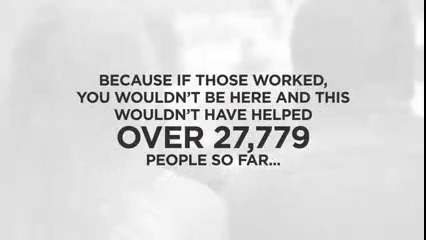 BECAUSE IF THOSE WORKED,
YOU WOULDN'T BE HERE AND THIS
WOULDN'T HAVE HELPED
OVER 27,779
PEOPLE SO FAR...